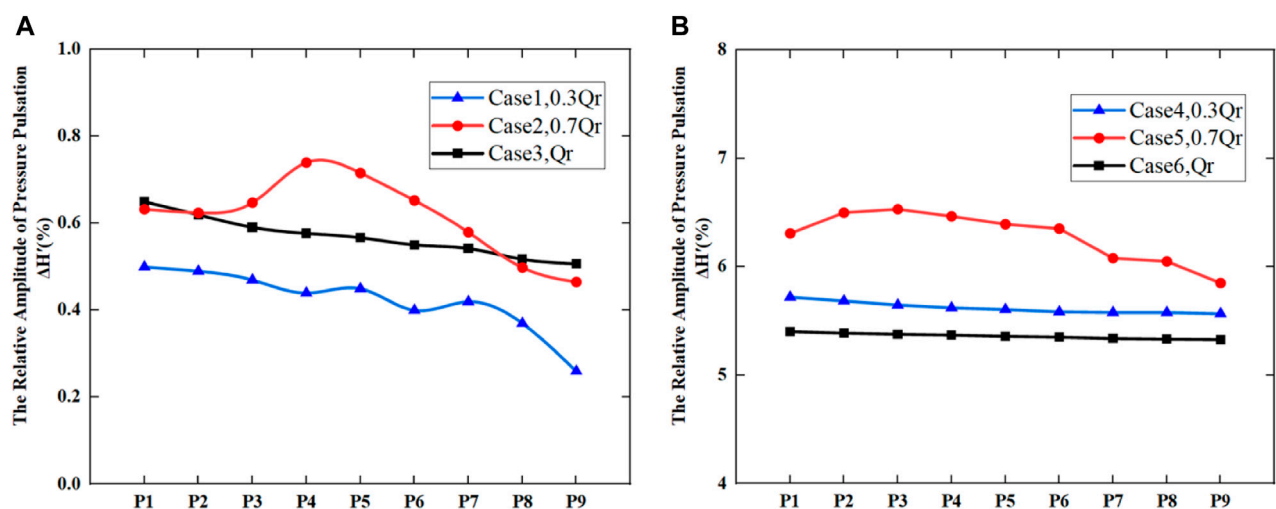 A
The Relative Amplitude of Pressure Pulsation
ΔH′(%)
1.0
0.8
0.6
0.4
0.2
0.0
Case1,0.3Qr
Case2,0.7Qr
Case3,Qr
P1 P2 P3 P4 P5 P6 P7 P8 P9
B
The Relative Amplitude of Pressure Pulsation
ΔH′(%)
8
7
6
5
4
Case4,0.3Qr
Case5,0.7Qr
Case6,Qr
P1 P2 P3 P4 P5 P6 P7 P8 P9